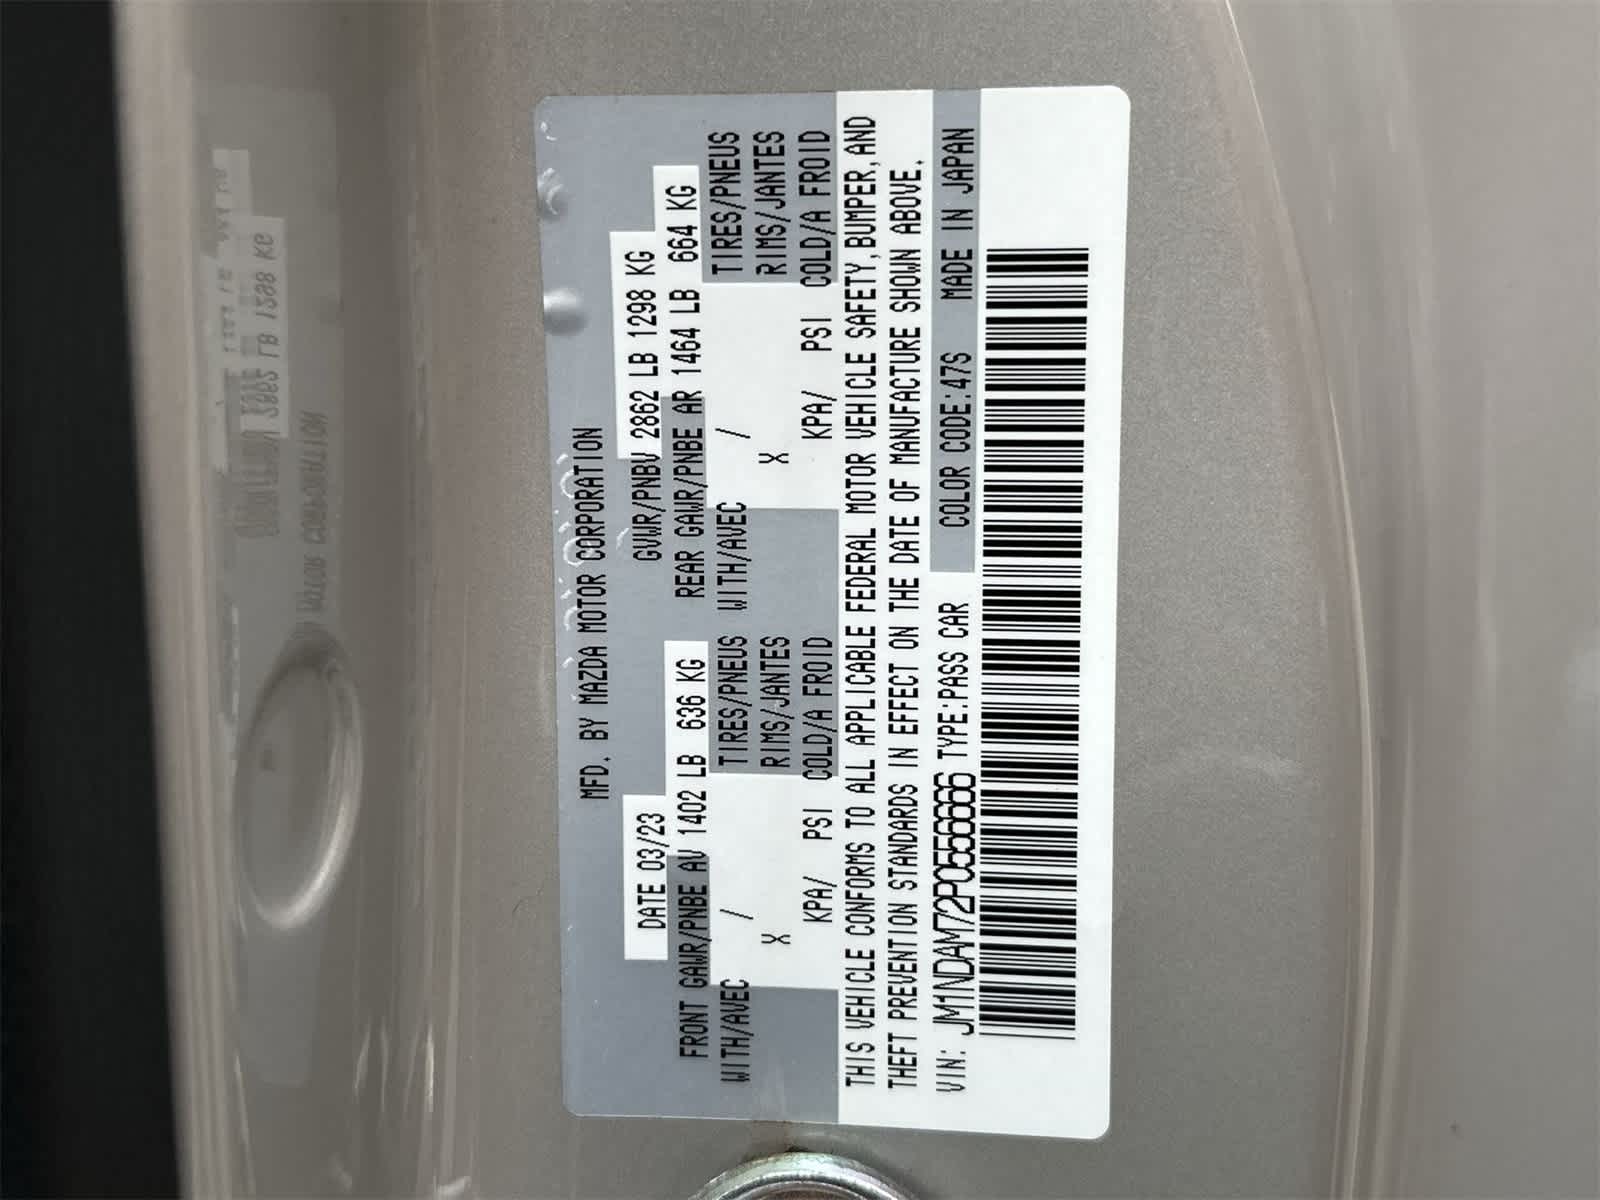 MFD. BY MAZDA MOTOR CORPORATION
DATE 03/23 GVWR/PNBV 2862 LB 1298 KG
FRONT GAWR/PNBE AV 1402 LB 636 KG REAR GAWR/PNBE AR 1464 LB 664 KG
WITH/AVEC / TIRES/PNEUS WITH/AVEC / TIRES/PNEUS
X RIMS/JANTES X RIMS/JANTES
KPA/ PSI COLD/A FROID KPA/ PSI COLD/A FROID
THIS VEHICLE CONFORMS TO ALL APPLICABLE FEDERAL MOTOR VEHICLE SAFETY, BUMPER, AND
THEFT PREVENTION STANDARDS IN EFFECT ON THE DATE OF MANUFACTURE SHOWN ABOVE.
VIN: JM1NDAM72P0556666 TYPE:PASS CAR COLOR CODE:47S MADE IN JAPAN